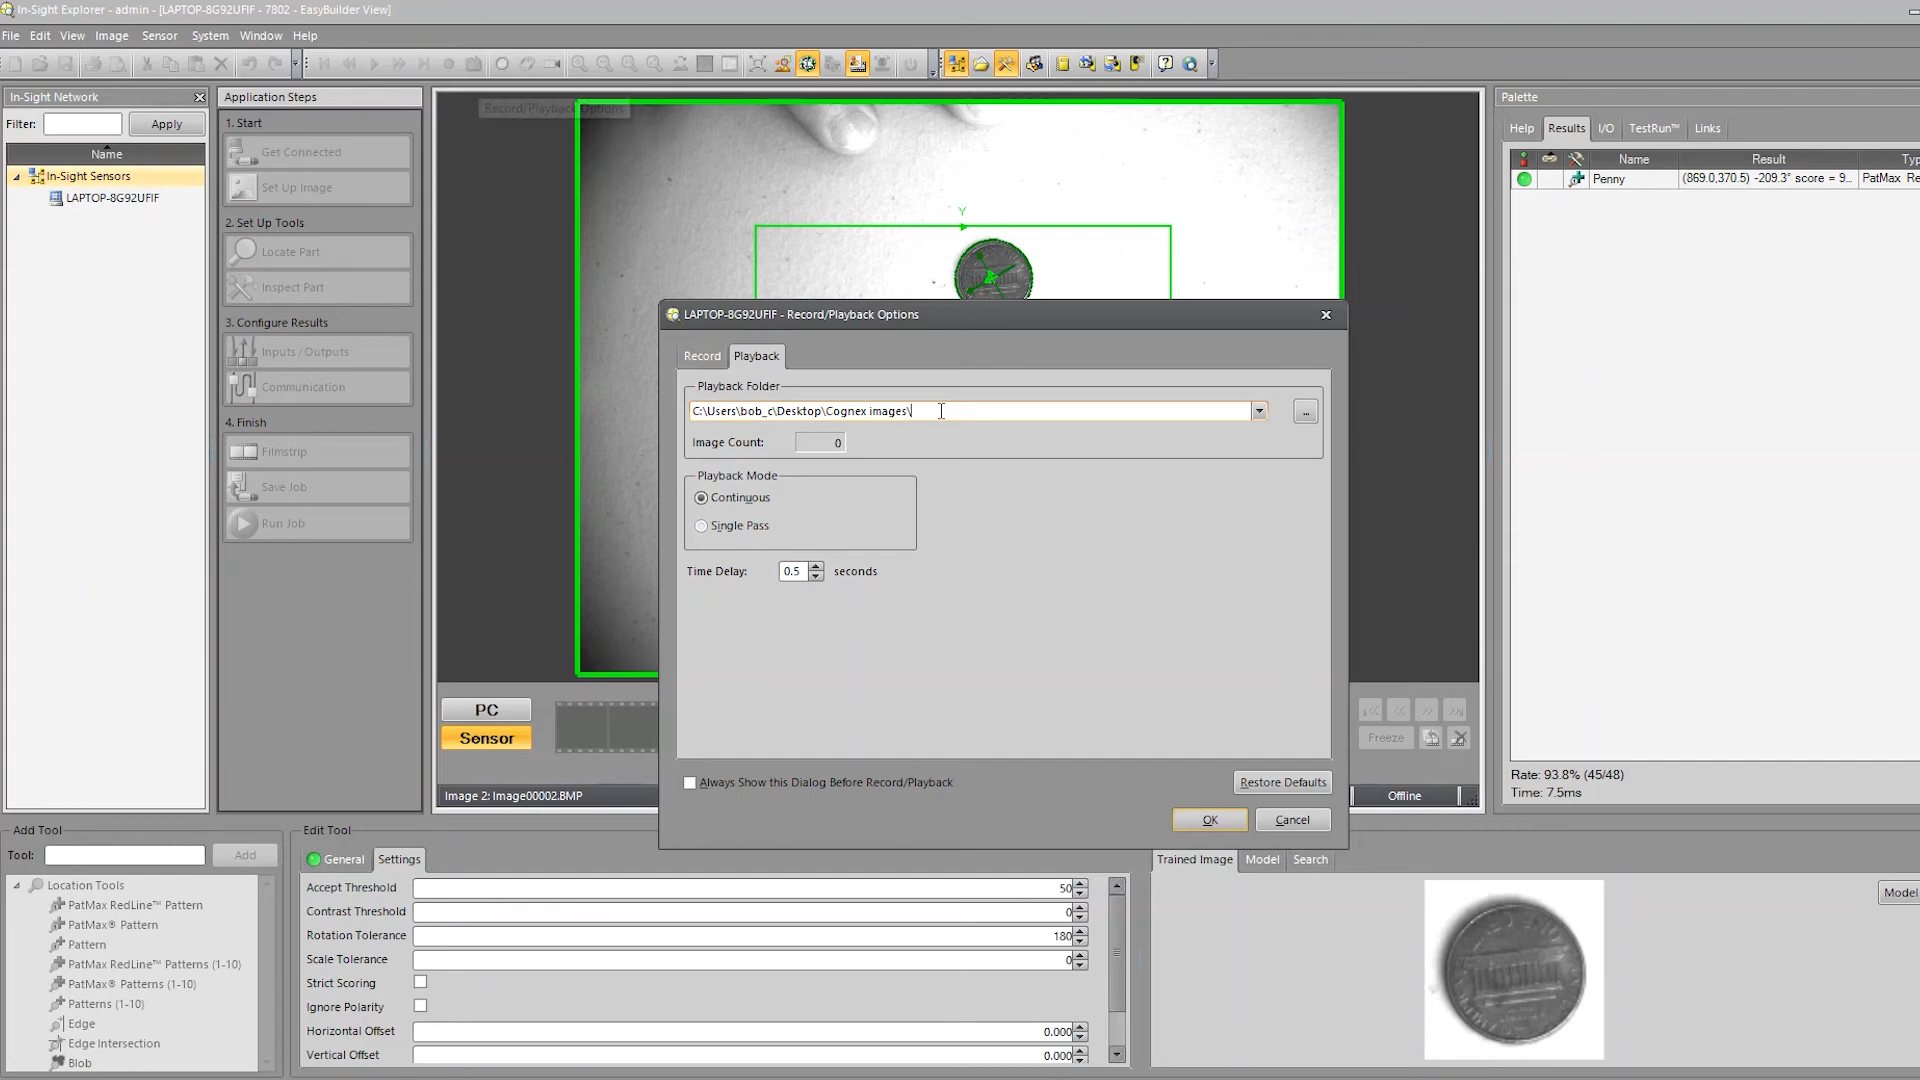 In-Sight Explorer - admin - [LAPTOP-8G92UFIF - 7802 - EasyBuilder View]
File Edit View Image Sensor System Window Help
In-Sight Network
Filter: Apply
Name
In-Sight Sensors
LAPTOP-8G92UFIF
Application Steps
1. Start
Get Connected
Set Up Image
2. Set Up Tools
Locate Part
Inspect Part
3. Configure Results
Inputs / Outputs
Communication
4. Finish
Filmstrip
Save Job
Run Job
Record/Playback Options
Y
LAPTOP-8G92UFIF - Record/Playback Options
Record Playback
Playback Folder
C:\Users\bob_c\Desktop\Cognex images\
...
Image Count: 0
Playback Mode
Continuous
Single Pass
Time Delay: 0.5 seconds
Always Show this Dialog Before Record/Playback
Restore Defaults
OK Cancel
PC
Sensor
Freeze
Image 2: Image00002.BMP
Offline
Palette
Help Results I/O TestRun™ Links
Name Result Typ
Penny (869.0,370.5) -209.3° score = 9... PatMax Re
Rate: 93.8% (45/48)
Time: 7.5ms
Add Tool
Tool: Add
Location Tools
PatMax RedLine™ Pattern
PatMax® Pattern
Pattern
PatMax RedLine™ Patterns (1-10)
PatMax® Patterns (1-10)
Patterns (1-10)
Edge
Edge Intersection
Blob
Edit Tool
General Settings
Accept Threshold 50
Contrast Threshold 0
Rotation Tolerance 180
Scale Tolerance 0
Strict Scoring
Ignore Polarity
Horizontal Offset 0.000
Vertical Offset 0.000
Trained Image Model Search
Model